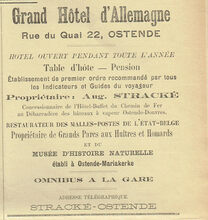 Grand Hôtel d'Allemagne
Rue du Quai 22, OSTENDE
HOTEL OUVERT PENDANT TOUTE L'ANNÉE
Table d'hôte — Pension
Établissement de premier ordre recommandé par tous
les Indicateurs et Guides du voyageur
Propriétaire: Aug. STRACKÉ
Concessionnaire de l'Hôtel-Buffet du Chemin de Fer
au Débarcadère des bateaux à vapeur Ostende-Douvres.
RESTAURATEUR DES MALLES-POSTES DE L'ÉTAT-BELGE
Propriétaire de Grands Parcs aux Huîtres et Homards
ET DU
MUSÉE D'HISTOIRE NATURELLE
établi à Ostende-Mariakerke
OMNIBUS A LA GARE
ADRESSE TÉLÉGRAPHIQUE
STRACKÉ-OSTENDE